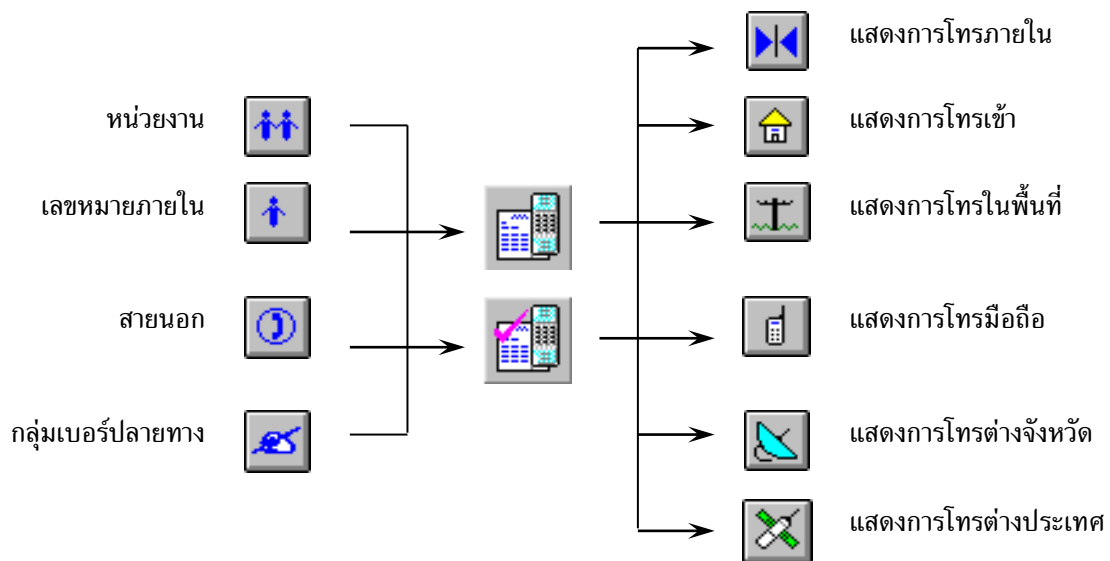 หน่วยงาน
เลขหมายภายใน
สายนอก
กลุ่มเบอร์ปลายทาง
แสดงการโทรภายใน
แสดงการโทรเข้า
แสดงการโทรในพื้นที่
แสดงการโทรมือถือ
แสดงการโทรต่างจังหวัด
แสดงการโทรต่างประเทศ